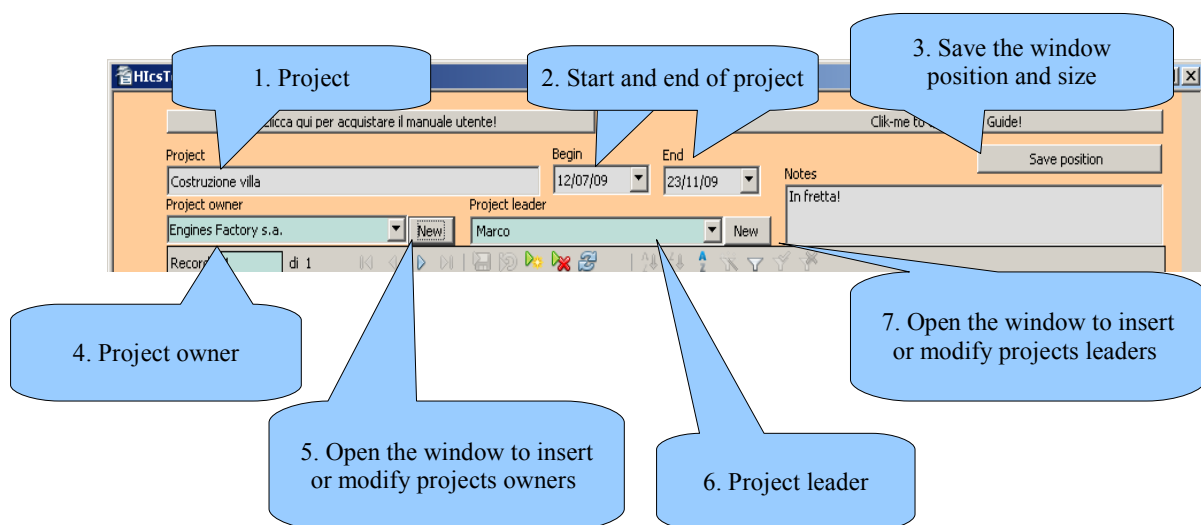 3. Save the window
position and size
1. Project
2. Start and end of project
HIcsT
clicca qui per acquistare il manuale utente!
Clik-me to
Guide!
Project
Begin
End
Save position
Costruzione villa
12/07/09
23/11/09
Notes
In fretta!
Project owner
Project leader
Engines Factory s.a.
New
Marco
New
Record
di 1
4. Project owner
7. Open the window to insert
or modify projects leaders
5. Open the window to insert
or modify projects owners
6. Project leader